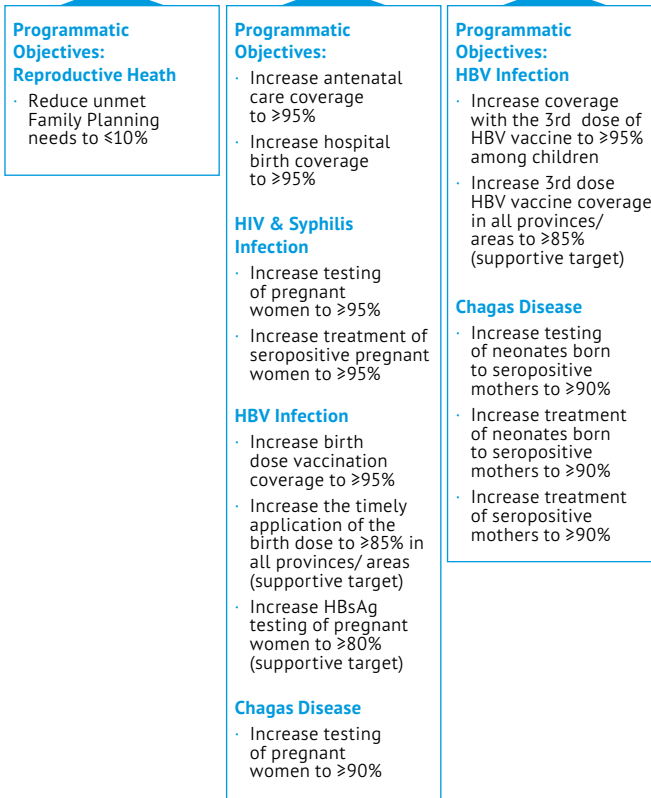 Programmatic
Objectives:
Reproductive Heath
· Reduce unmet
Family Planning
needs to ≤10%
Programmatic
Objectives:
· Increase antenatal
care coverage
to ≥95%
· Increase hospital
birth coverage
to ≥95%
HIV & Syphilis
Infection
· Increase testing
of pregnant
women to ≥95%
· Increase treatment of
seropositive pregnant
women to ≥95%
HBV Infection
· Increase birth
dose vaccination
coverage to ≥95%
· Increase the timely
application of the
birth dose to ≥85% in
all provinces/ areas
(supportive target)
· Increase HBsAg
testing of pregnant
women to ≥80%
(supportive target)
Chagas Disease
· Increase testing
of pregnant
women to ≥90%
Programmatic
Objectives:
HBV Infection
· Increase coverage
with the 3rd dose of
HBV vaccine to ≥95%
among children
· Increase 3rd dose
HBV vaccine coverage
in all provinces/
areas to ≥85%
(supportive target)
Chagas Disease
· Increase testing
of neonates born
to seropositive
mothers to ≥90%
· Increase treatment
of neonates born
to seropositive
mothers to ≥90%
· Increase treatment
of seropositive
mothers to ≥90%